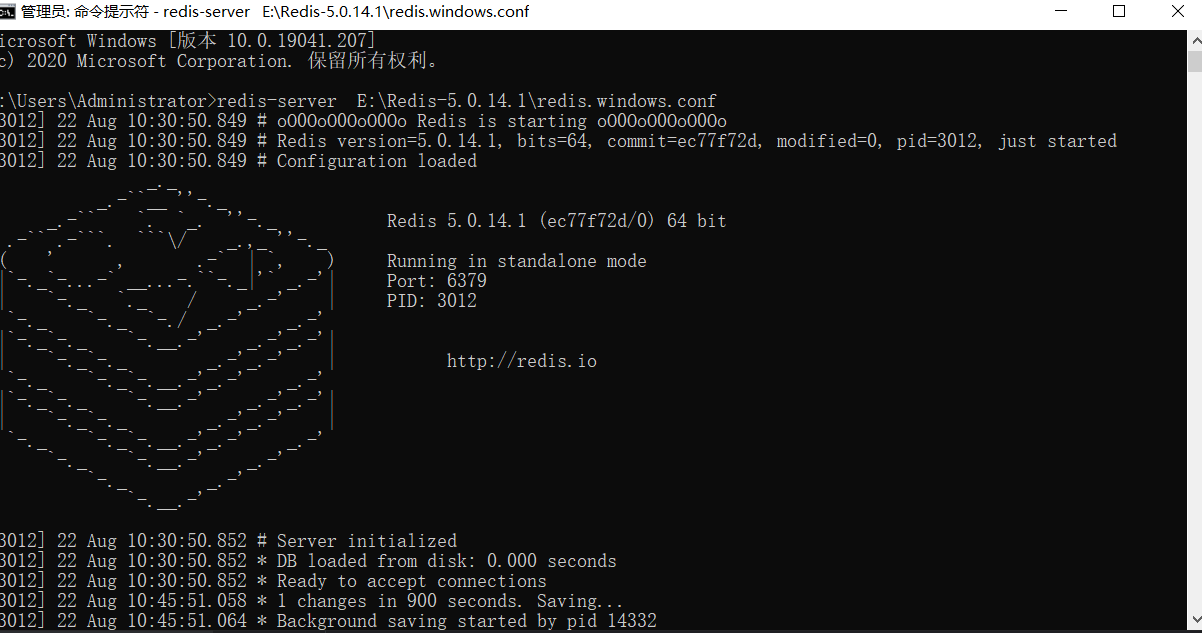 管理员: 命令提示符 - redis-server E:\Redis-5.0.14.1\redis.windows.conf
icrosoft Windows [版本 10.0.19041.207]
c) 2020 Microsoft Corporation. 保留所有权利。
:\Users\Administrator>redis-server  E:\Redis-5.0.14.1\redis.windows.conf
3012] 22 Aug 10:30:50.849 # oO0OoO0OoO0Oo Redis is starting oO0OoO0OoO0Oo
3012] 22 Aug 10:30:50.849 # Redis version=5.0.14.1, bits=64, commit=ec77f72d, modified=0, pid=3012, just started
3012] 22 Aug 10:30:50.849 # Configuration loaded
Redis 5.0.14.1 (ec77f72d/0) 64 bit
Running in standalone mode
Port: 6379
PID: 3012
http://redis.io
3012] 22 Aug 10:30:50.852 # Server initialized
3012] 22 Aug 10:30:50.852 * DB loaded from disk: 0.000 seconds
3012] 22 Aug 10:30:50.852 * Ready to accept connections
3012] 22 Aug 10:45:51.058 * 1 changes in 900 seconds. Saving...
3012] 22 Aug 10:45:51.064 * Background saving started by pid 14332